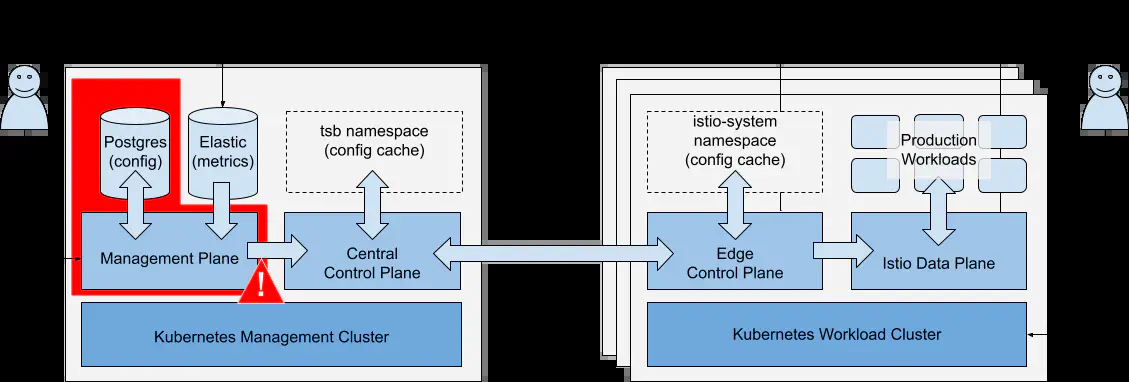 Postgres
(config)
Elastic
(metrics)
tsb namespace
(config cache)
Management Plane
Central
Control Plane
!
Kubernetes Management Cluster
istio-system
namespace
(config cache)
Production
Workloads
Edge
Control Plane
Istio Data Plane
Kubernetes Workload Cluster